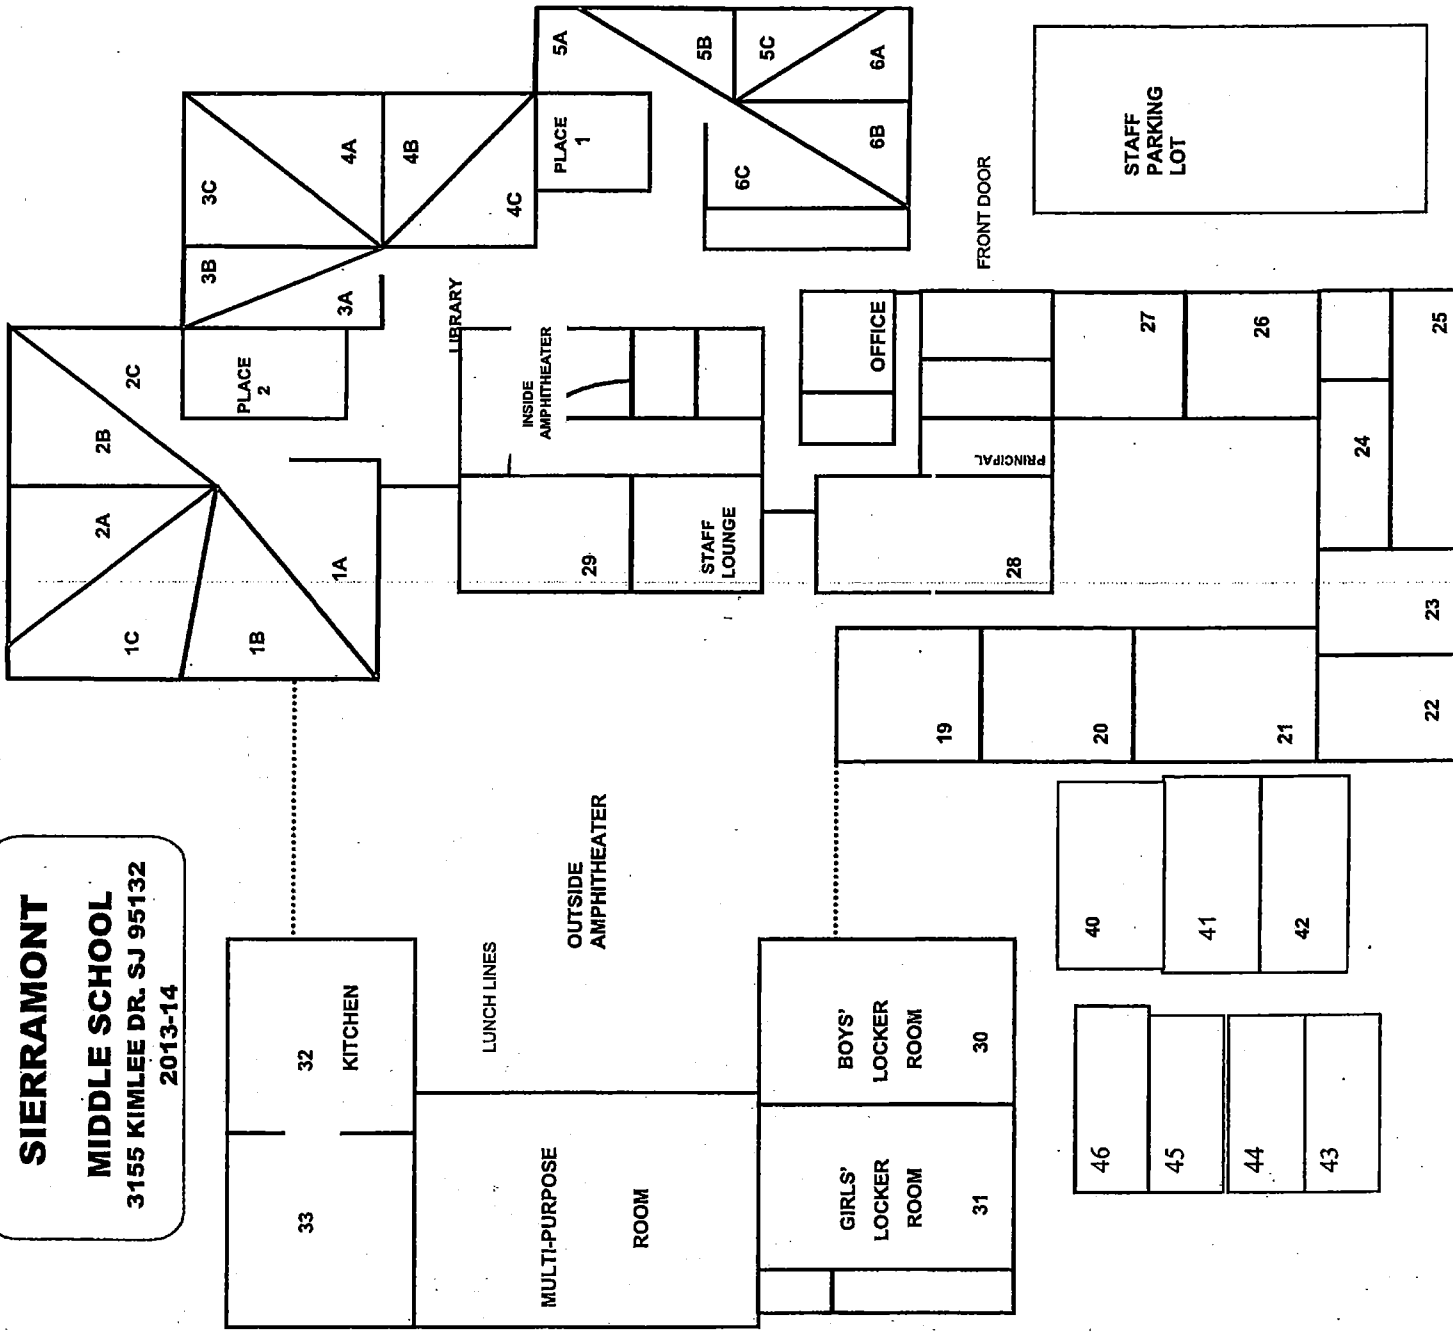 SIERRAMONT
MIDDLE SCHOOL
3155 KIMLEE DR. SJ 95132
2013-14
33
32
KITCHEN
LUNCH LINES
MULTI-PURPOSE
ROOM
OUTSIDE
AMPHITHEATER
GIRLS'
LOCKER
ROOM
31
BOYS'
LOCKER
ROOM
30
46
45
44
43
40
41
42
1C
1B
1A
2A
2B
2C
PLACE
2
3B
3A
3C
4A
4B
4C
PLACE
1
5A
5B
5C
6A
6B
6C
LIBRARY
INSIDE
AMPHITHEATER
29
STAFF
LOUNGE
OFFICE
PRINCIPAL
28
FRONT DOOR
STAFF
PARKING
LOT
19
20
21
22
23
24
25
26
27